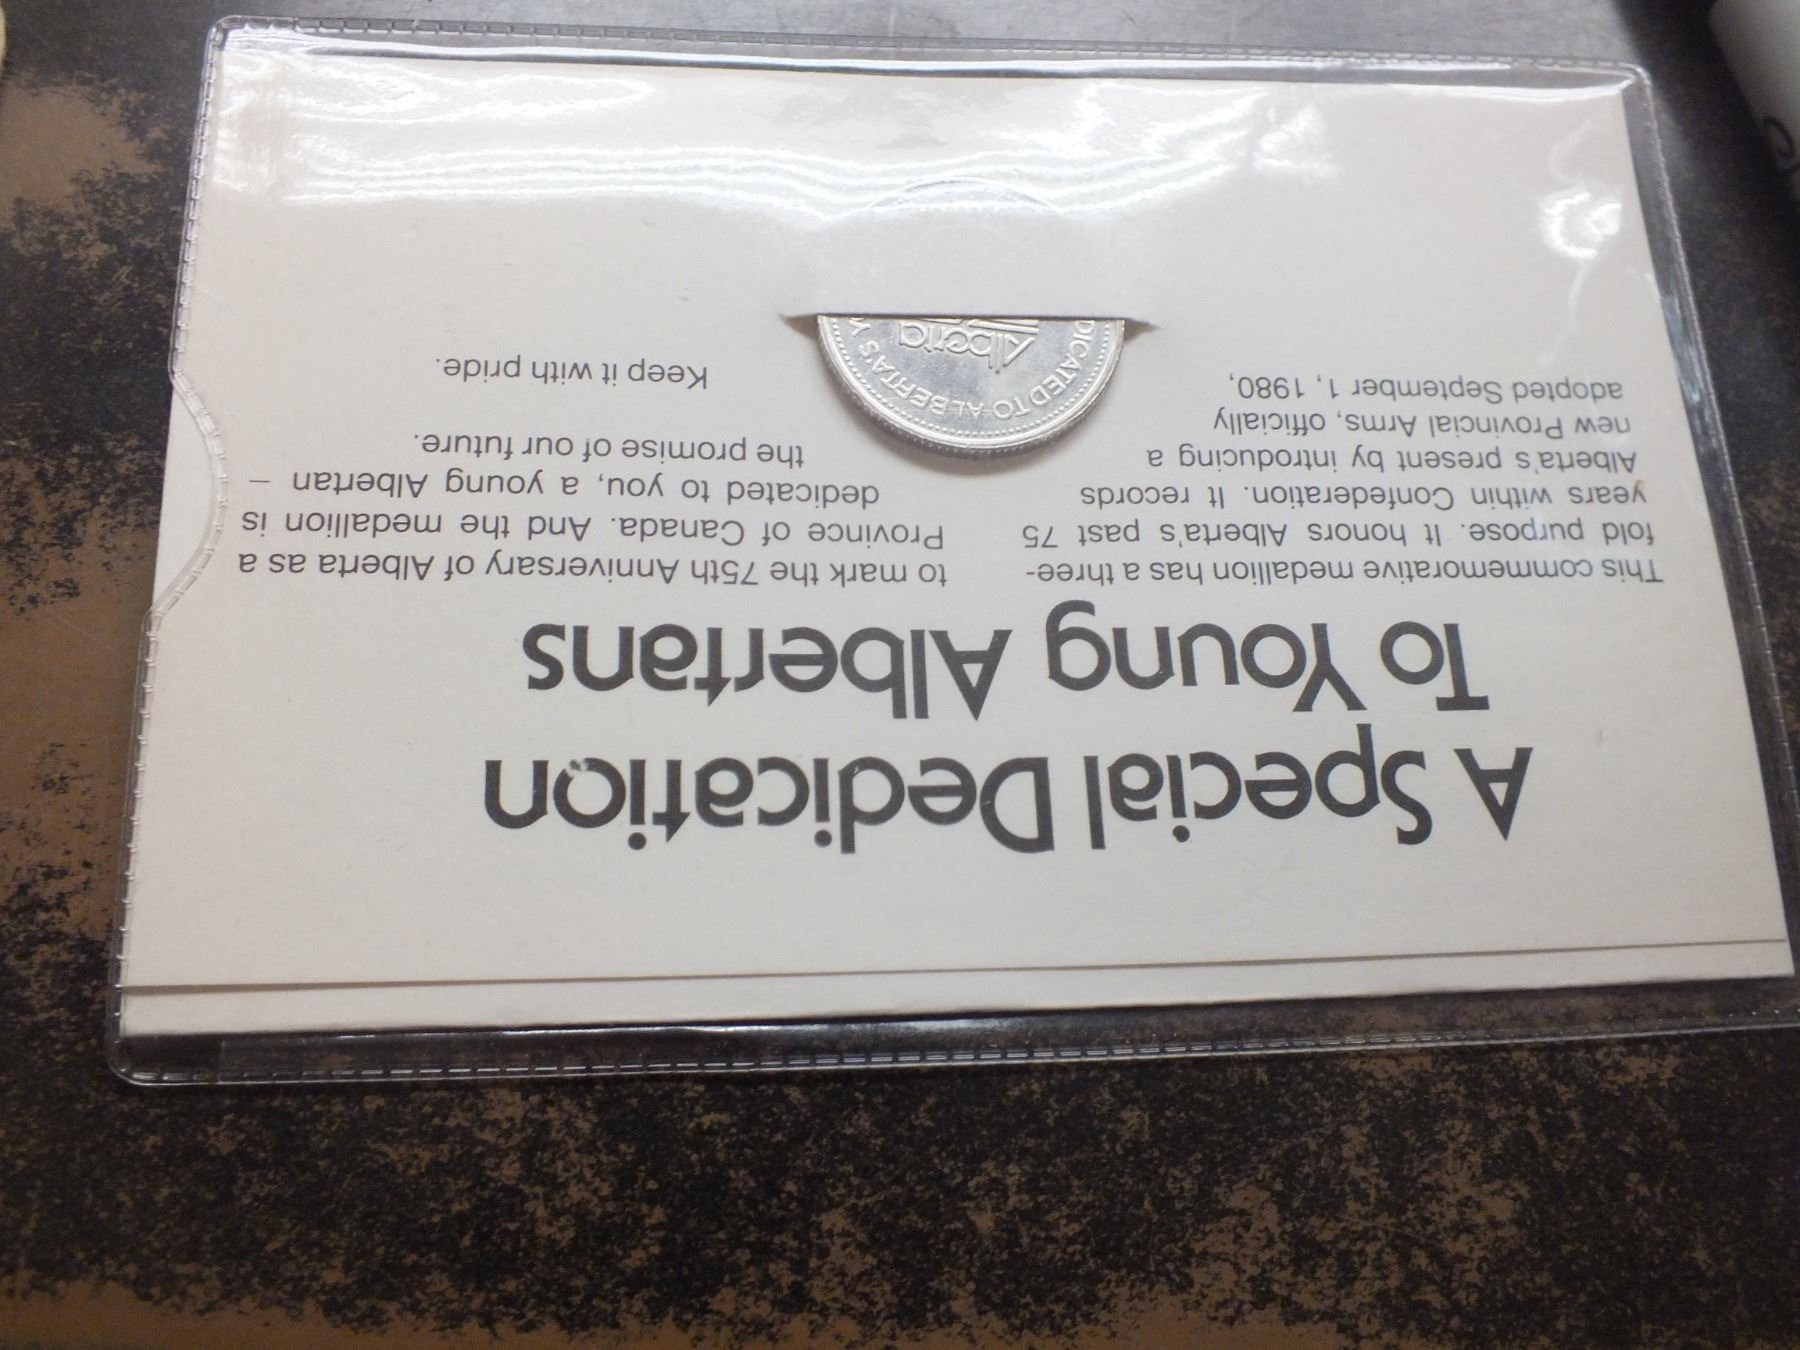 A Special Dedication
To Young Albertans
This commemorative medallion has a three-
fold purpose. It honors Alberta's past 75
years within Confederation. It records
Alberta's present by introducing a
new Provincial Arms, officially
adopted September 1, 1980,
to mark the 75th Anniversary of Alberta as a
Province of Canada. And the medallion is
dedicated to you, a young Albertan –
the promise of our future.
Keep it with pride.
DICATED TO ALBERTA'S Y
Alberta